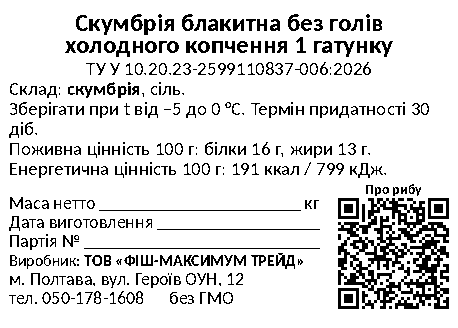 Скумбрія блакитна без голів
холодного копчення 1 гатунку
ТУ У 10.20.23-2599110837-006:2026
Склад: скумбрія, сіль.
Зберігати при t від –5 до 0 °С. Термін придатності 30
діб.
Поживна цінність 100 г: білки 16 г, жири 13 г.
Енергетична цінність 100 г: 191 ккал / 799 кДж.
Про рибу
Маса нетто ______________________ кг
Дата виготовлення __________________
Партія № __________________________
Виробник: ТОВ «ФІШ-МАКСИМУМ ТРЕЙД»
м. Полтава, вул. Героїв ОУН, 12
тел. 050-178-1608 без ГМО